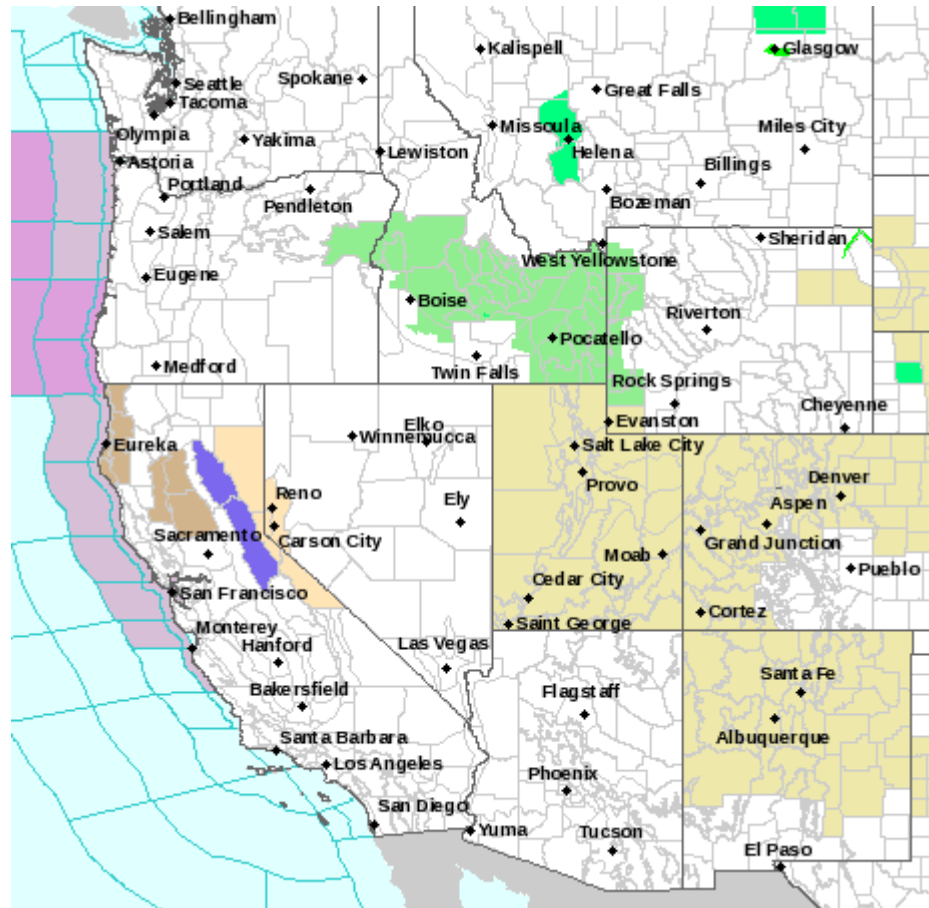 Bellingham
Kalispell
Glasgow
Seattle
Spokane
Great Falls
Tacoma
Olympia
Missoula
Miles City
Yakima
Helena
Astoria
Lewiston
Billings
Portland
Pendleton
Bozeman
Salem
Sheridan
West Yellowstone
Eugene
Boise
Riverton
Pocatello
Medford
Twin Falls
Rock Springs
Cheyenne
Evanston
Elko
Eureka
Winnemucca
Salt Lake City
Provo
Denver
Reno
Ely
Aspen
Sacramento
Carson City
Grand Junction
Moab
Pueblo
Cedar City
San Francisco
Cortez
Saint George
Monterey
Hanford
Las Vegas
Santa Fe
Bakersfield
Flagstaff
Albuquerque
Santa Barbara
Los Angeles
Phoenix
San Diego
Yuma
Tucson
El Paso